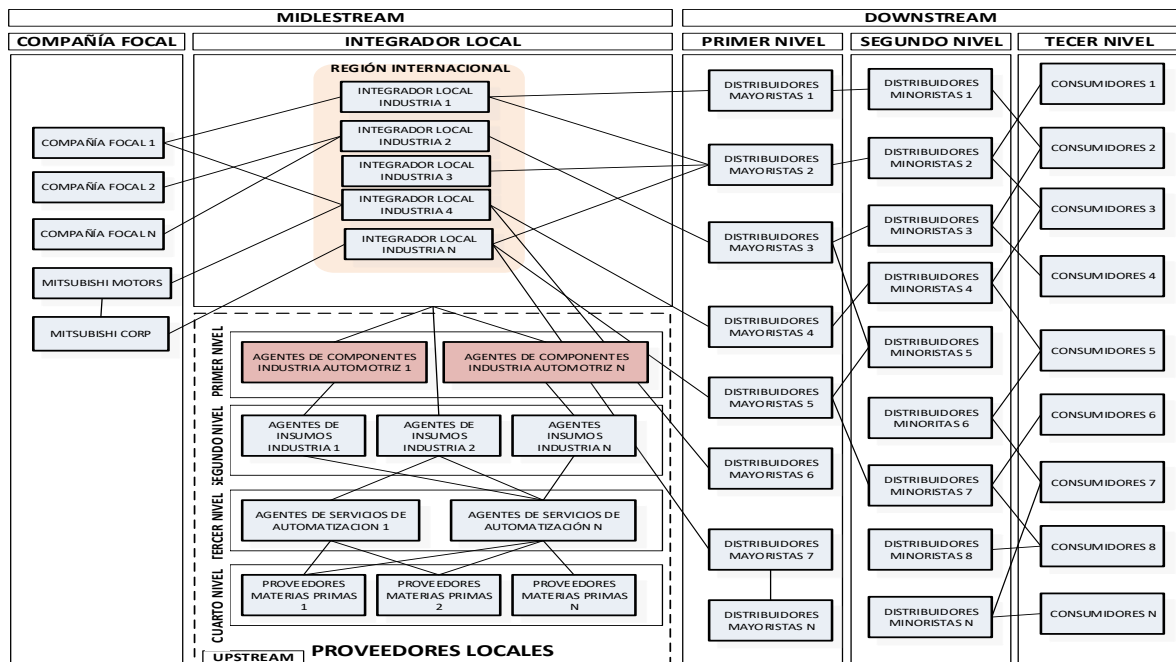 MIDLESTREAM
DOWNSTREAM
COMPAÑÍA FOCAL
INTEGRADOR LOCAL
PRIMER NIVEL
SEGUNDO NIVEL
TECER NIVEL
COMPAÑÍA FOCAL 1
COMPAÑÍA FOCAL 2
COMPAÑÍA FOCAL N
MITSUBISHI MOTORS
MITSUBISHI CORP
REGIÓN INTERNACIONAL
INTEGRADOR LOCAL
INDUSTRIA 1
INTEGRADOR LOCAL
INDUSTRIA 2
INTEGRADOR LOCAL
INDUSTRIA 3
INTEGRADOR LOCAL
INDUSTRIA 4
INTEGRADOR LOCAL
INDUSTRIA N
PRIMER NIVEL
AGENTES DE COMPONENTES
INDUSTRIA AUTOMOTRIZ 1
AGENTES DE COMPONENTES
INDUSTRIA AUTOMOTRIZ N
SEGUNDO NIVEL
AGENTES DE
INSUMOS
INDUSTRIA 1
AGENTES DE
INSUMOS
INDUSTRIA 2
AGENTES
INSUMOS
INDUSTRIA N
TERCER NIVEL
AGENTES DE SERVICIOS DE
AUTOMATIZACION 1
AGENTES DE SERVICIOS
DE AUTOMATIZACIÓN N
CUARTO NIVEL
PROVEEDORES
MATERIAS PRIMAS
1
PROVEEDORES
MATERIAS PRIMAS
2
PROVEEDORES
MATERIAS PRIMAS
N
UPSTREAM
PROVEEDORES LOCALES
DISTRIBUIDORES
MAYORISTAS 1
DISTRIBUIDORES
MAYORISTAS 2
DISTRIBUIDORES
MAYORISTAS 3
DISTRIBUIDORES
MAYORISTAS 4
DISTRIBUIDORES
MAYORISTAS 5
DISTRIBUIDORES
MAYORISTAS 6
DISTRIBUIDORES
MAYORISTAS 7
DISTRIBUIDORES
MAYORISTAS N
DISTRIBUIDORES
MINORISTAS 1
DISTRIBUIDORES
MINORISTAS 2
DISTRIBUIDORES
MINORISTAS 3
DISTRIBUIDORES
MINORISTAS 4
DISTRIBUIDORES
MINORISTAS 5
DISTRIBUIDORES
MINORITAS 6
DISTRIBUIDORES
MINORISTAS 7
DISTRIBUIDORES
MINORISTAS 8
DISTRIBUIDORES
MINORISTAS N
CONSUMIDORES 1
CONSUMIDORES 2
CONSUMIDORES 3
CONSUMIDORES 4
CONSUMIDORES 5
CONSUMIDORES 6
CONSUMIDORES 7
CONSUMIDORES 8
CONSUMIDORES N